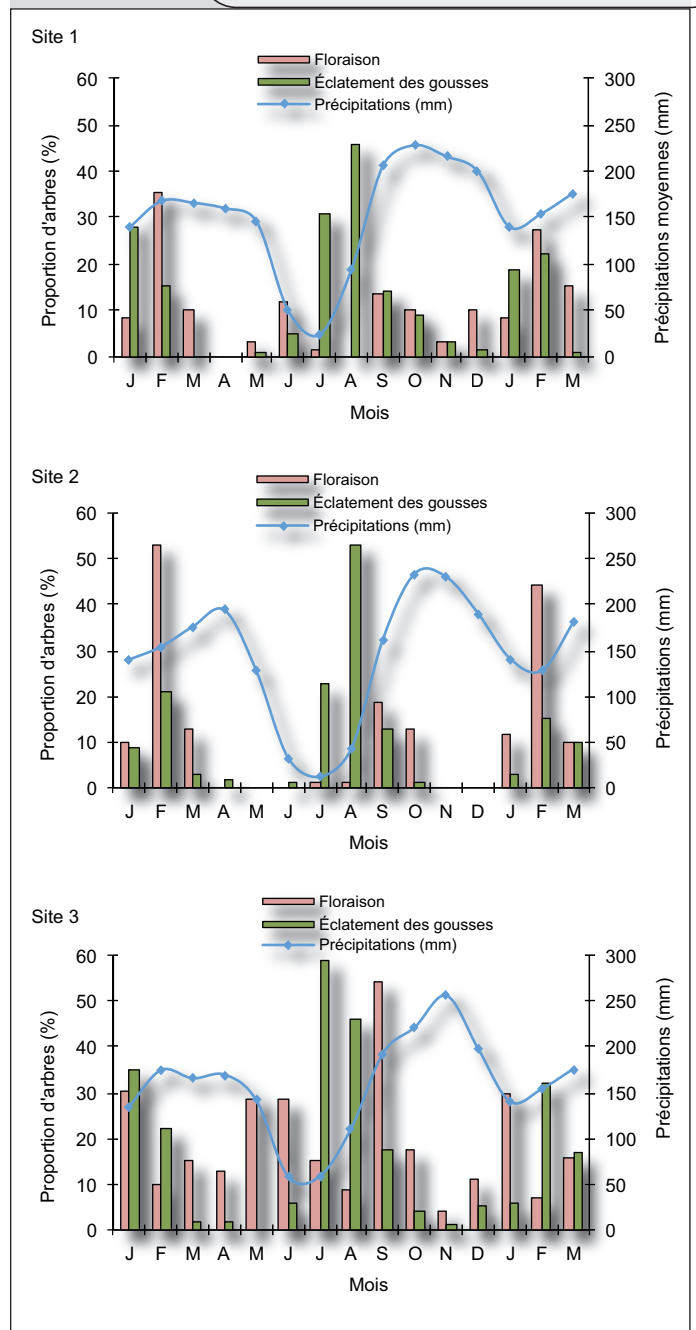 Site 1
Floraison
Éclatement des gousses
Précipitations (mm)
Proportion d'arbres (%)
60
50
40
30
20
10
0
Précipitations moyennes (mm)
300
250
200
150
100
50
0
J F M A M J J A S O N D J F M
Mois
Site 2
Floraison
Éclatement des gousses
Précipitations (mm)
Proportion d'arbres (%)
60
50
40
30
20
10
0
Précipitations (mm)
300
250
200
150
100
50
0
J F M A M J J A S O N D J F M
Mois
Site 3
Floraison
Éclatement des gousses
Précipitations (mm)
Proportion d'arbres (%)
60
50
40
30
20
10
0
Précipitations (mm)
300
250
200
150
100
50
0
J F M A M J J A S O N D J F M
Mois